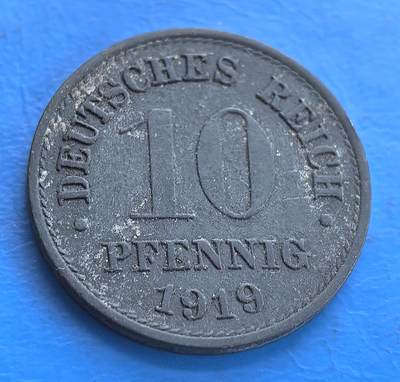 DEUTSCHES REICH
10
PFENNIG
1919